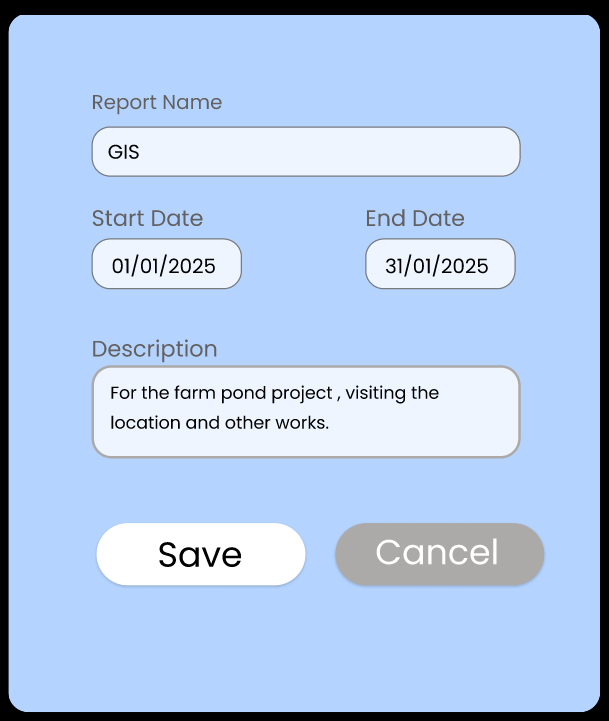 Report Name
GIS
Start Date End Date
01/01/2025 31/01/2025
Description
For the farm pond project , visiting the
location and other works.
Save Cancel